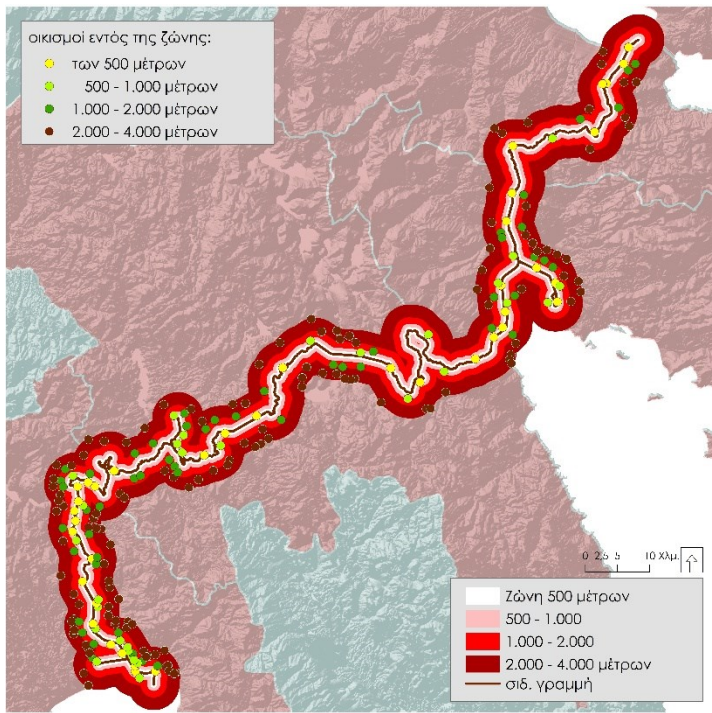 οικισμοί εντός της ζώνης:
των 500 μέτρων
500 - 1.000 μέτρων
1.000 - 2.000 μέτρων
2.000 - 4.000 μέτρων
0 2,5 5 10 Χλμ.
Ζώνη 500 μέτρων
500 - 1.000
1.000 - 2.000
2.000 - 4.000 μέτρων
σιδ. γραμμή